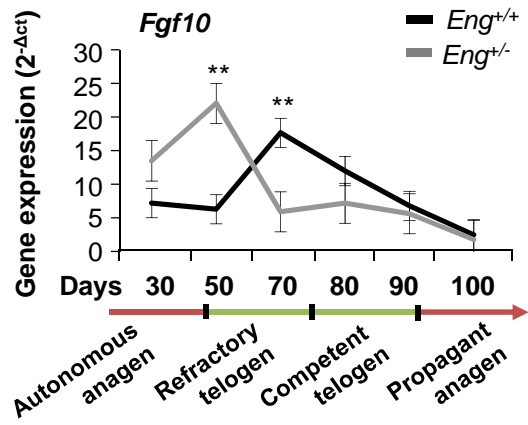 Fgf10
Eng+/+
Eng+/-
Gene expression (2-Δct)
30
25
20
15
10
5
0
**
**
Days 30 50 70 80 90 100
Autonomous
anagen
Refractory
telogen
Competent
telogen
Propagant
anagen